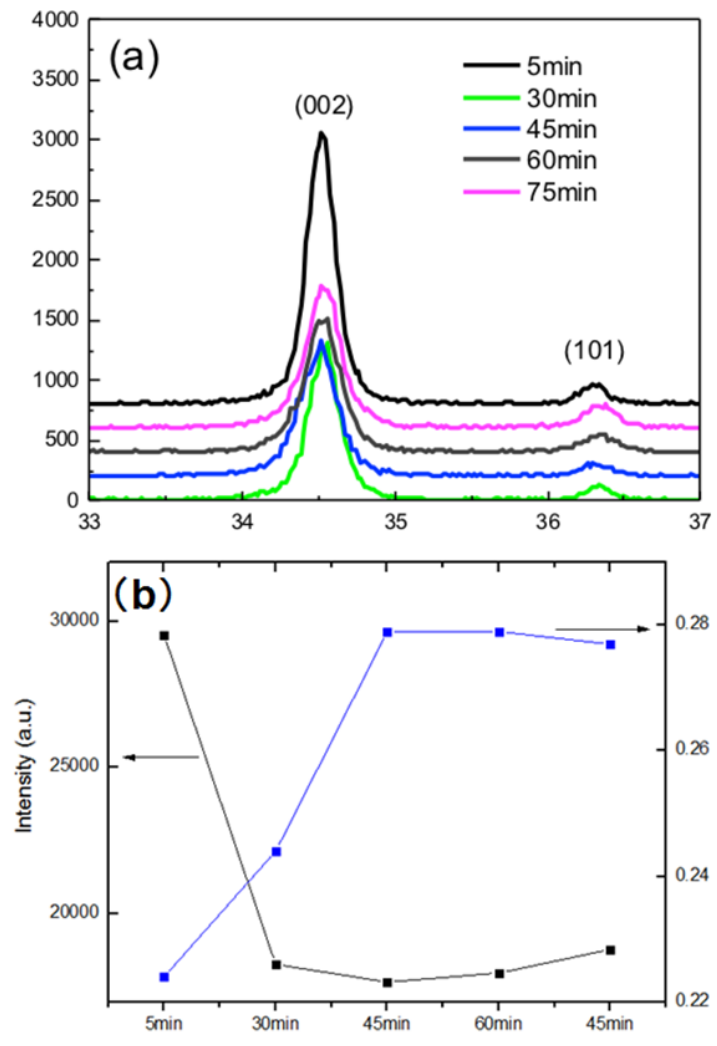 4000
(a)
5min
3500
30min
(002)
45min
3000
60min
2500
75min
2000
1500
(101)
1000
500
0
33 34 35 36 37
(b)
30000
0.28
0.26
25000
Intensity (a.u.)
0.24
20000
0.22
5min 30min 45min 60min 45min